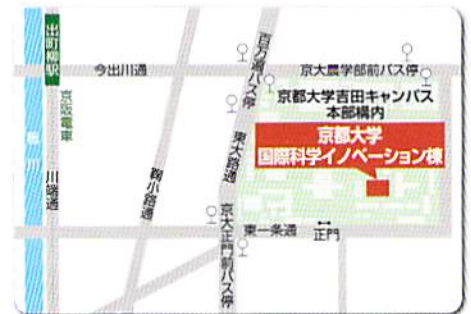 出町柳駅
今出川通
百万遍バス停
京大農学部前バス停
京都大学吉田キャンパス
本部構内
京都大学
国際科学イノベーション棟
京阪電車
川端通
鞠小路通
東大路通
京大正門前バス停
東一条通
正門